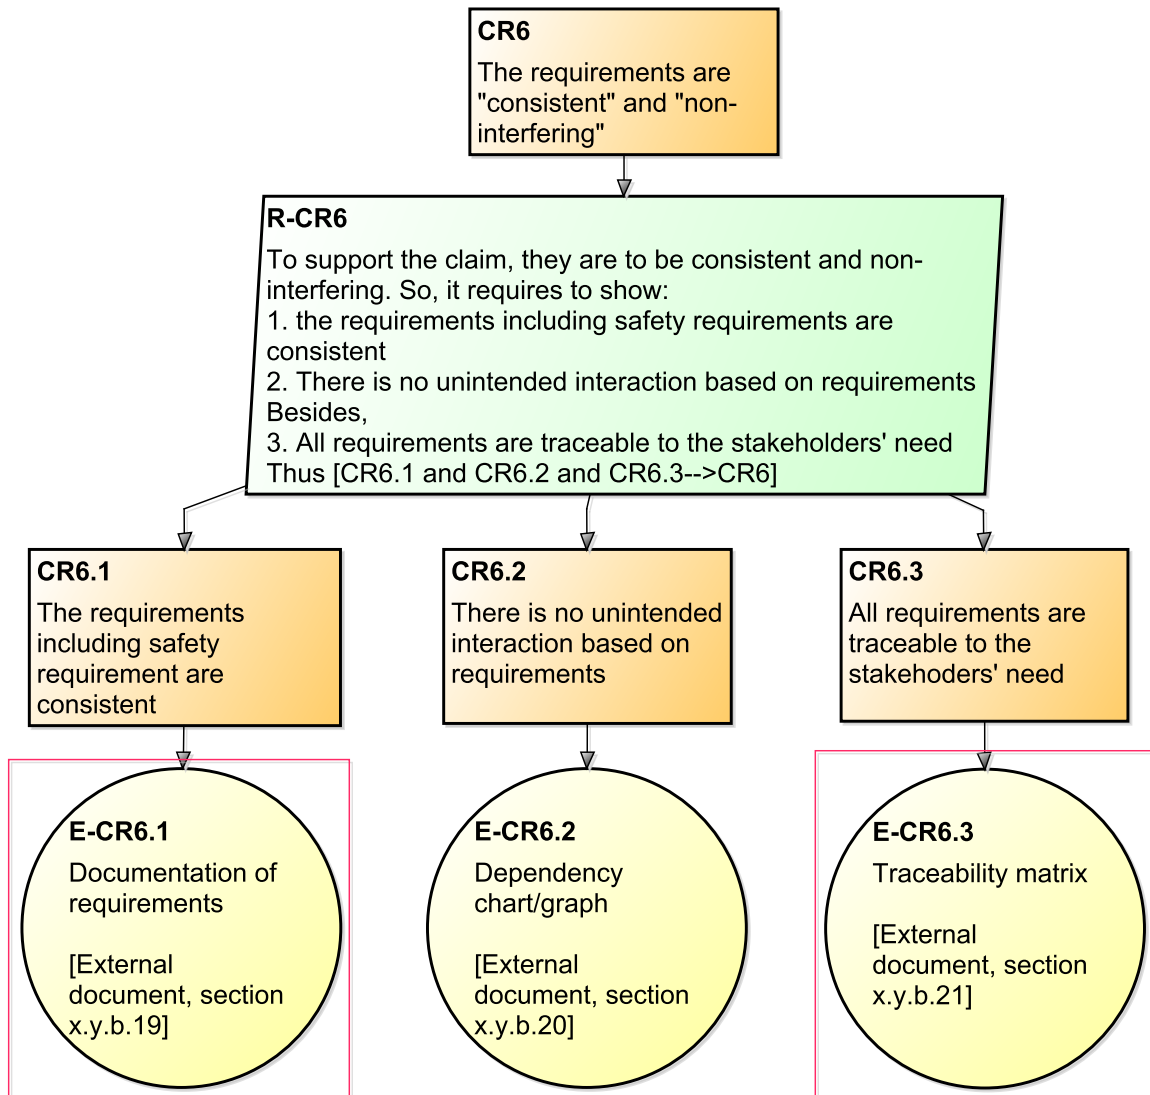 CR6
The requirements are
"consistent" and "non-
interfering"
R-CR6
To support the claim, they are to be consistent and non-
interfering. So, it requires to show:
1. the requirements including safety requirements are
consistent
2. There is no unintended interaction based on requirements
Besides,
3. All requirements are traceable to the stakeholders' need
Thus [CR6.1 and CR6.2 and CR6.3-->CR6]
CR6.1
The requirements
including safety
requirement are
consistent
CR6.2
There is no unintended
interaction based on
requirements
CR6.3
All requirements are
traceable to the
stakehoders' need
E-CR6.1
Documentation of
requirements
[External
document, section
x.y.b.19]
E-CR6.2
Dependency
chart/graph
[External
document, section
x.y.b.20]
E-CR6.3
Traceability matrix
[External
document, section
x.y.b.21]